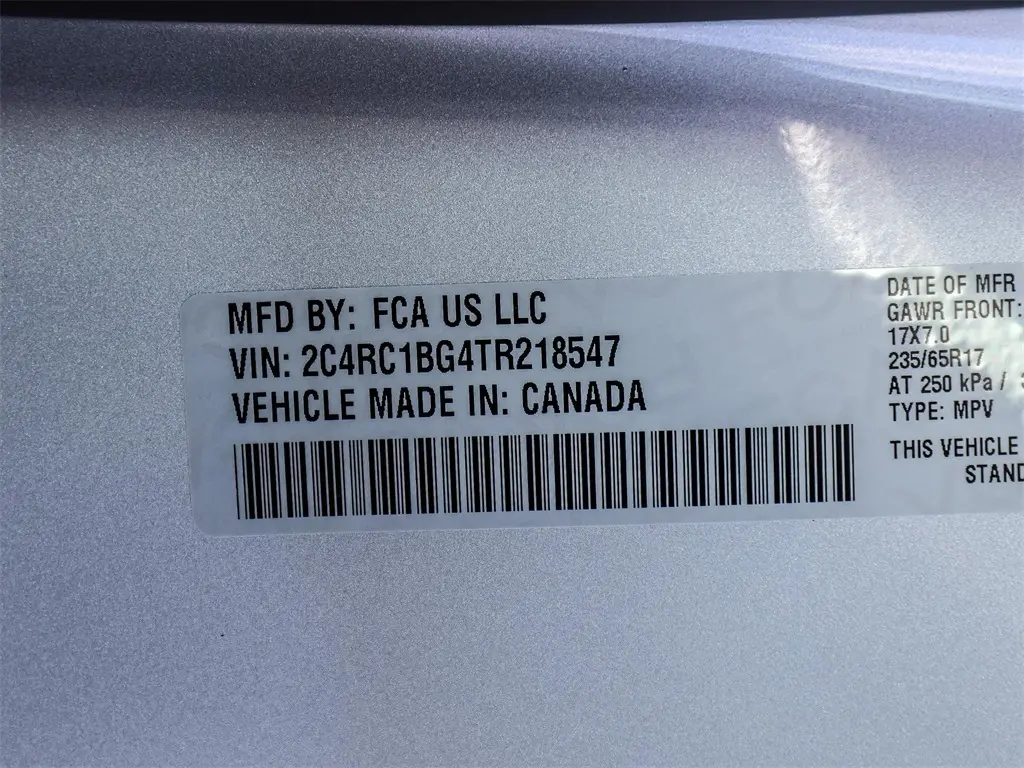 MFD BY: FCA US LLC
VIN: 2C4RC1BG4TR218547
VEHICLE MADE IN: CANADA
DATE OF MFR
GAWR FRONT:
17X7.0
235/65R17
AT 250 kPa /
TYPE: MPV
THIS VEHICLE
STAND